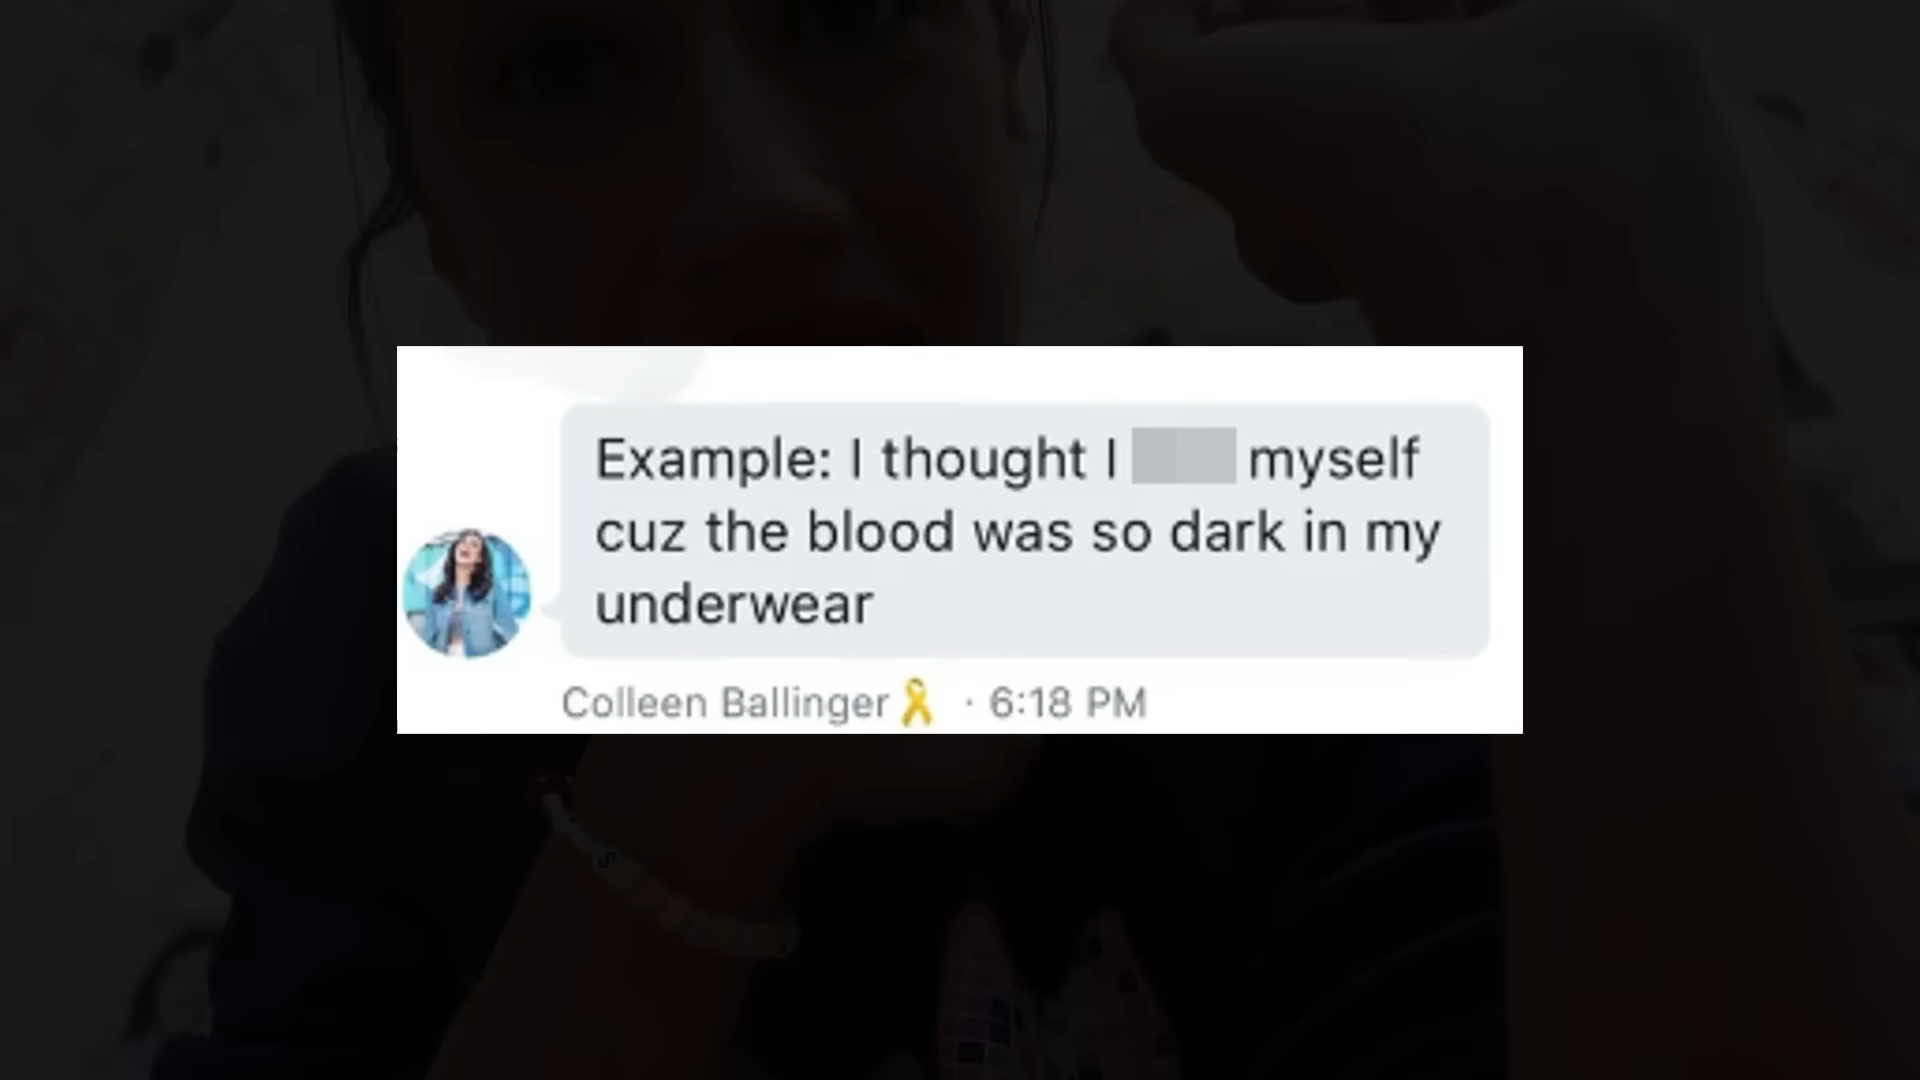 Example: I thought I myself
cuz the blood was so dark in my
underwear
Colleen Ballinger🎗 · 6:18 PM